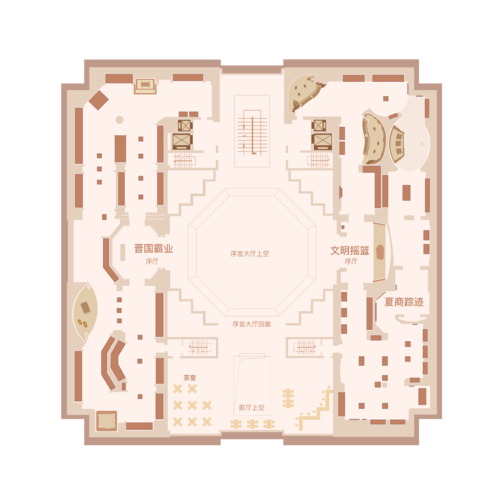 晋国霸业
序厅
序言大厅上空
文明摇篮
序厅
夏商踪迹
序言大厅回廊
茶室
前厅上空